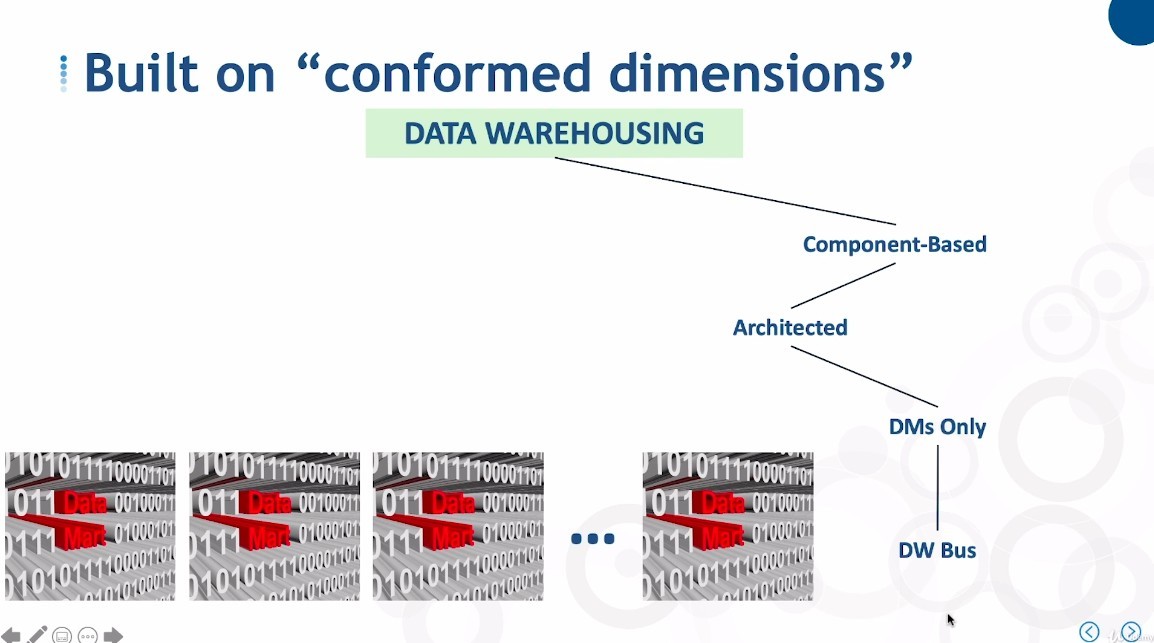 Built on “conformed dimensions”
DATA WAREHOUSING
Component-Based
Architected
DMs Only
DW Bus
Data
Mart
Data
Mart
Data
Mart
Data
Mart